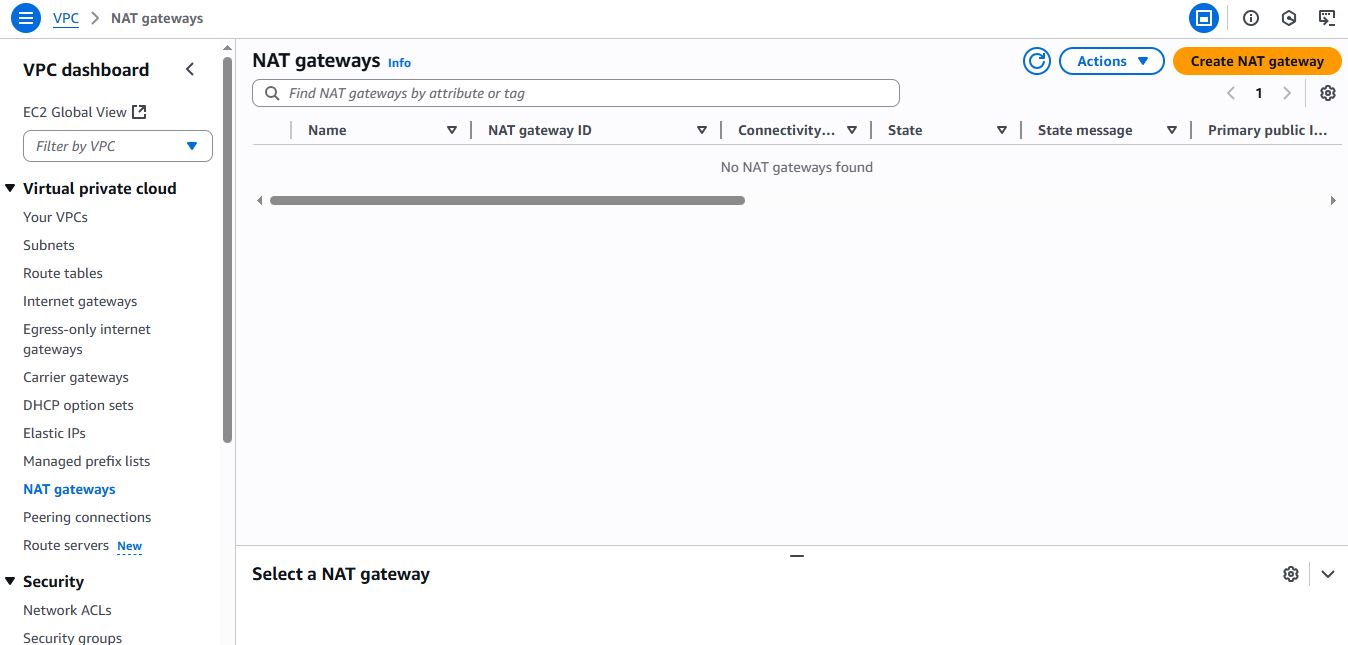 VPC > NAT gateways
VPC dashboard
EC2 Global View
Filter by VPC
Virtual private cloud
Your VPCs
Subnets
Route tables
Internet gateways
Egress-only internet
gateways
Carrier gateways
DHCP option sets
Elastic IPs
Managed prefix lists
NAT gateways
Peering connections
Route servers New
Security
Network ACLs
Security groups
NAT gateways Info
Actions
Create NAT gateway
Find NAT gateways by attribute or tag
1
Name NAT gateway ID Connectivity... State State message Primary public I...
No NAT gateways found
Select a NAT gateway